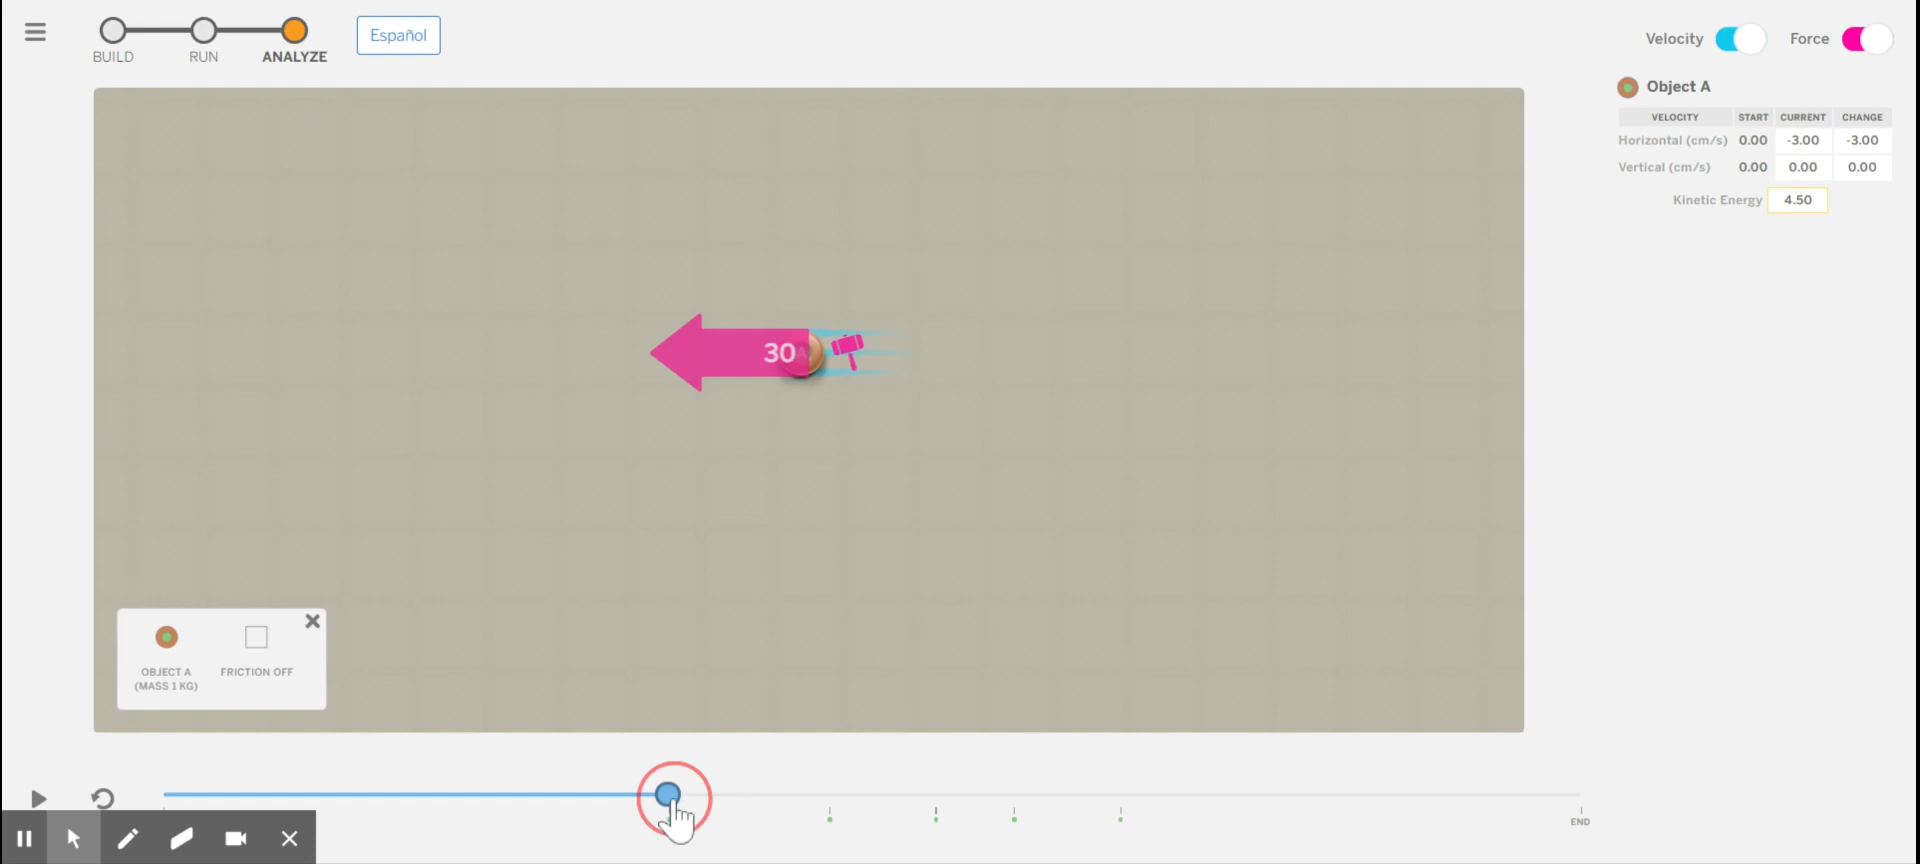 BUILD
RUN
ANALYZE
Español
Velocity
Force
Object A
VELOCITY START CURRENT CHANGE
Horizontal (cm/s) 0.00 -3.00 -3.00
Vertical (cm/s) 0.00 0.00 0.00
Kinetic Energy 4.50
30
A
OBJECT A
(MASS 1 KG)
FRICTION OFF
END